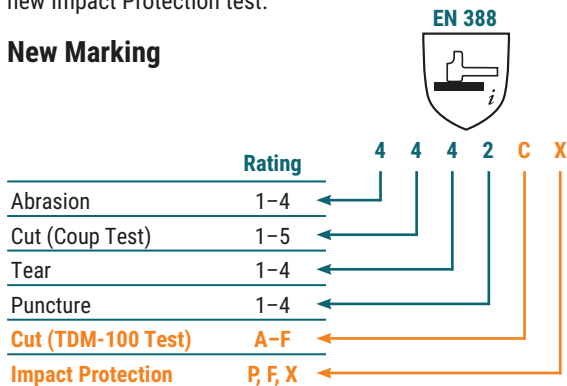 new Impact Protection test.
EN 388
New Marking
i
4 4 4 2 C X
Rating
Abrasion 1–4
Cut (Coup Test) 1–5
Tear 1–4
Puncture 1–4
Cut (TDM-100 Test) A–F
Impact Protection P, F, X